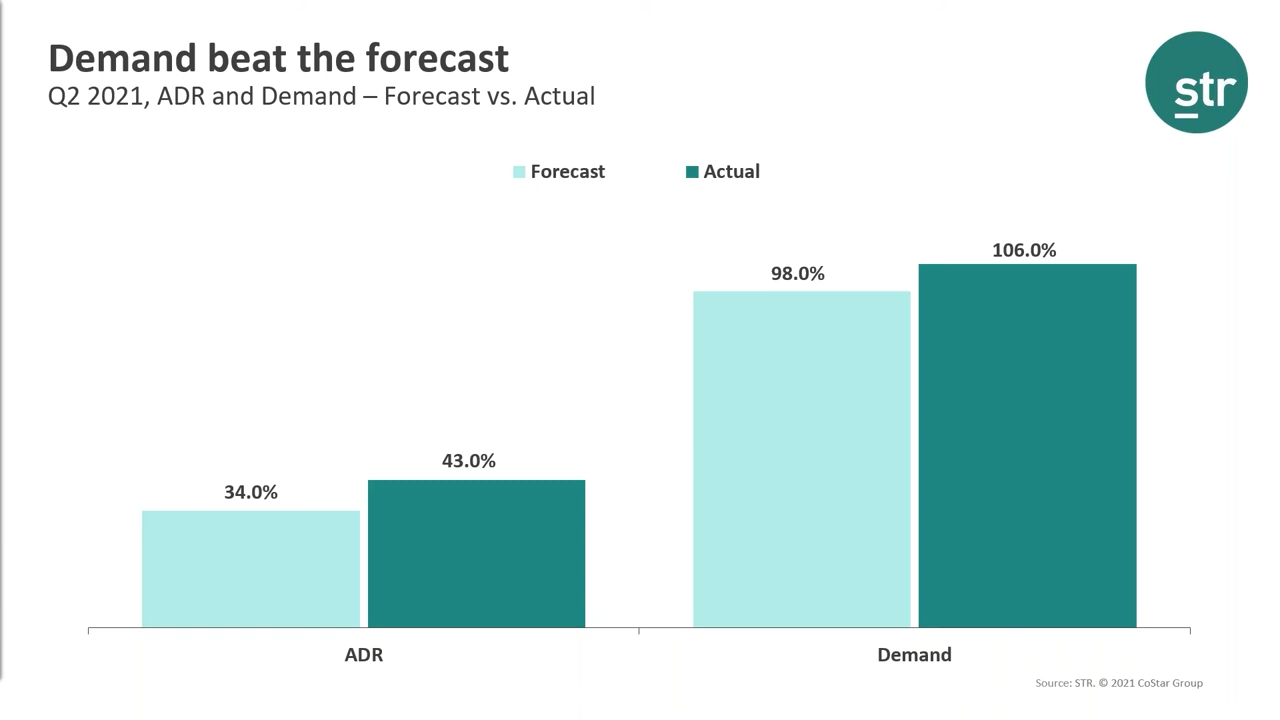 Demand beat the forecast
Q2 2021, ADR and Demand – Forecast vs. Actual
str
Forecast
Actual
106.0%
98.0%
43.0%
34.0%
ADR
Demand
Source: STR. © 2021 CoStar Group